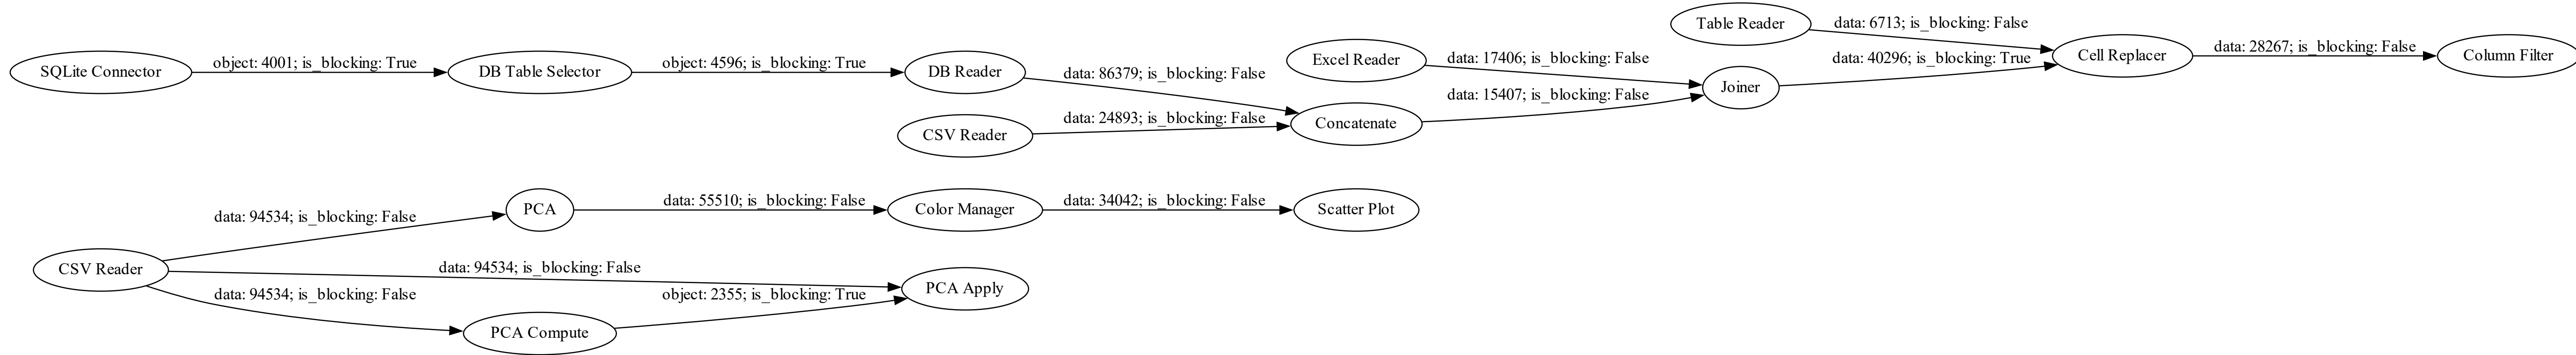 Table Reader
data: 6713; is_blocking: False
SQLite Connector
object: 4001; is_blocking: True
DB Table Selector
object: 4596; is_blocking: True
DB Reader
data: 86379; is_blocking: False
Excel Reader
data: 17406; is_blocking: False
Joiner
data: 40296; is_blocking: True
Cell Replacer
data: 28267; is_blocking: False
Column Filter
CSV Reader
data: 24893; is_blocking: False
Concatenate
data: 15407; is_blocking: False
CSV Reader
data: 94534; is_blocking: False
PCA
data: 55510; is_blocking: False
Color Manager
data: 34042; is_blocking: False
Scatter Plot
data: 94534; is_blocking: False
PCA Apply
data: 94534; is_blocking: False
PCA Compute
object: 2355; is_blocking: True